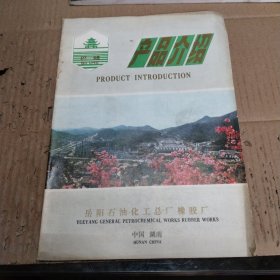 产品介绍
PRODUCT INTRODUCTION
岳阳石油化工总厂橡胶厂
YUEYANG GENERAL PETROCHEMICAL WORKS RUBBER WORKS
中国 湖南
HUNAN CHINA